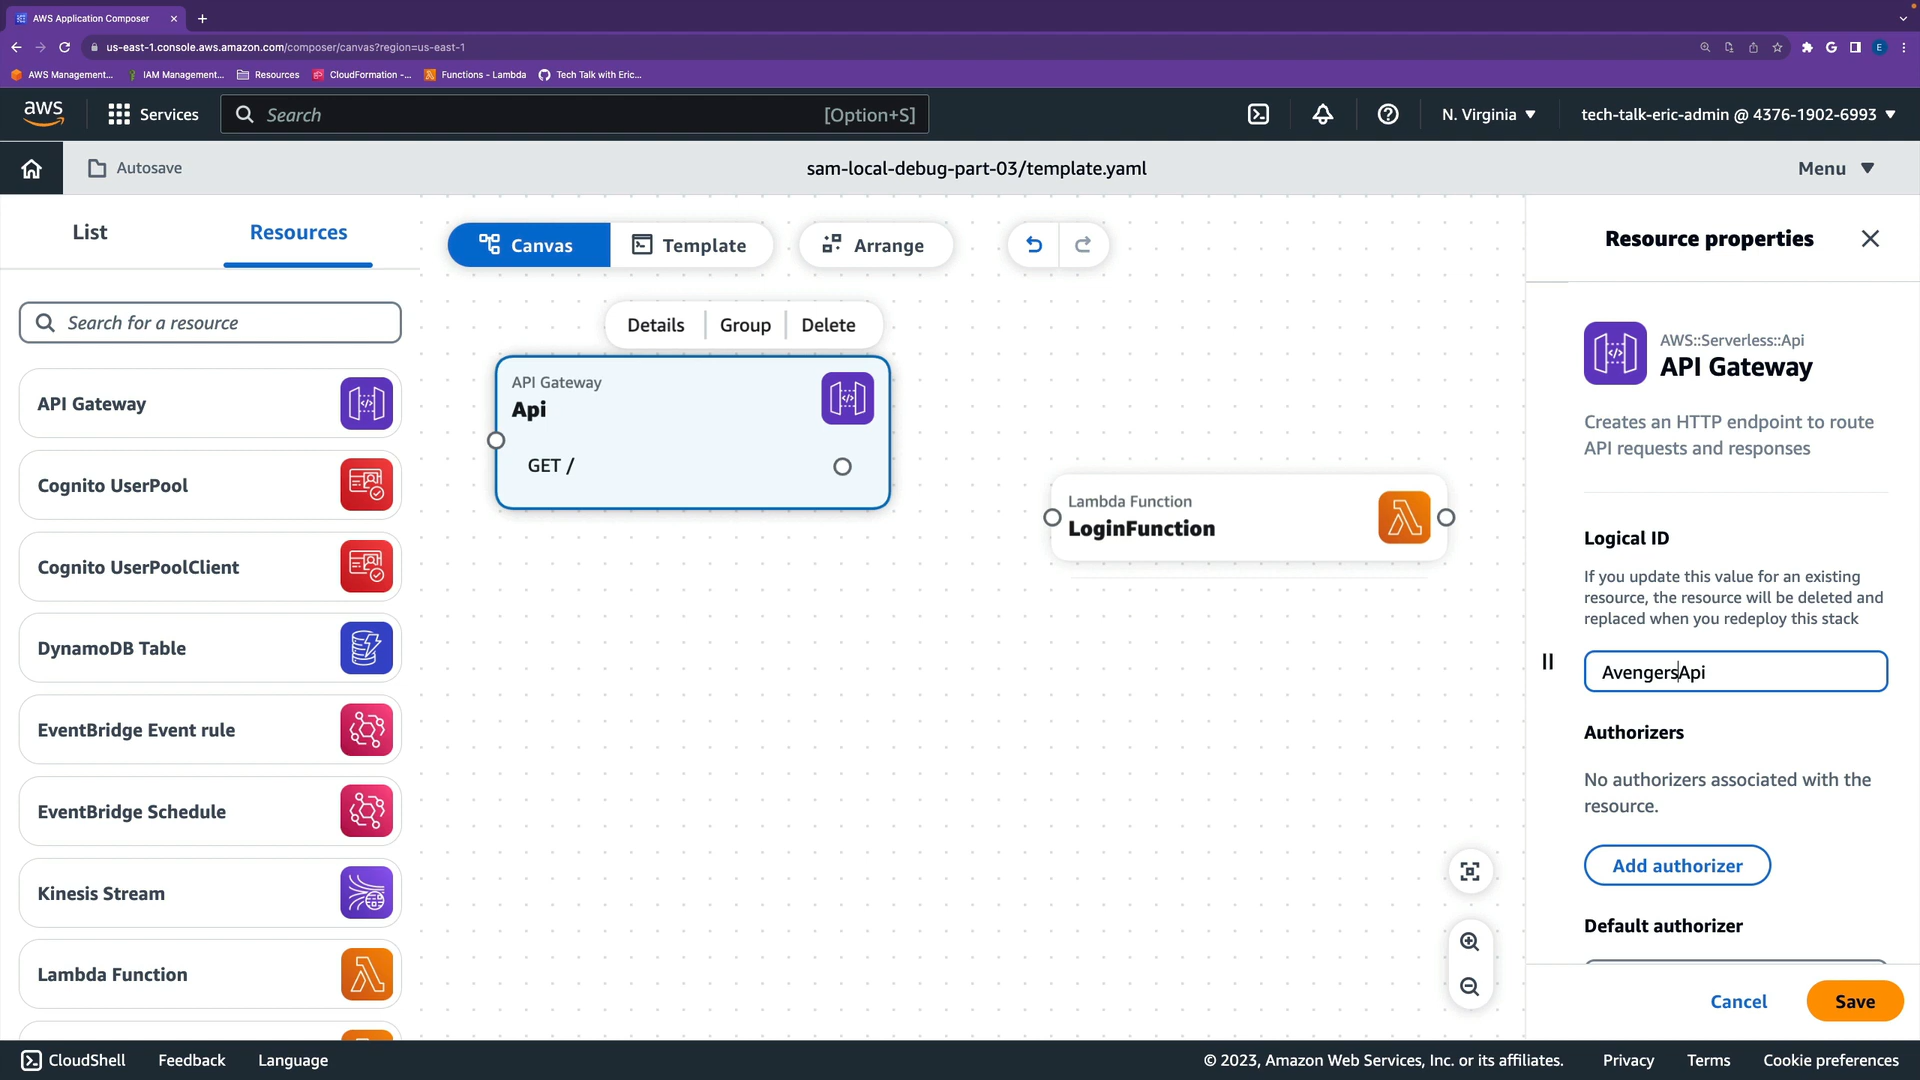 AWS Application Composer
us-east-1.console.aws.amazon.com/composer/canvas?region=us-east-1
E
AWS Management...
IAM Management...
Resources
CloudFormation -...
Functions - Lambda
Tech Talk with Eric...
aws
Services
Search
[Option+S]
N. Virginia
tech-talk-eric-admin @ 4376-1902-6993
Autosave
sam-local-debug-part-03/template.yaml
Menu
List
Resources
Search for a resource
API Gateway
Cognito UserPool
Cognito UserPoolClient
DynamoDB Table
EventBridge Event rule
EventBridge Schedule
Kinesis Stream
Lambda Function
Canvas
Template
Arrange
Details
Group
Delete
API Gateway
Api
GET /
Lambda Function
LoginFunction
Resource properties
AWS::Serverless::Api
API Gateway
Creates an HTTP endpoint to route
API requests and responses
Logical ID
If you update this value for an existing
resource, the resource will be deleted and
replaced when you redeploy this stack
AvengersApi
Authorizers
No authorizers associated with the
resource.
Add authorizer
Default authorizer
Cancel
Save
CloudShell
Feedback
Language
© 2023, Amazon Web Services, Inc. or its affiliates.
Privacy
Terms
Cookie preferences